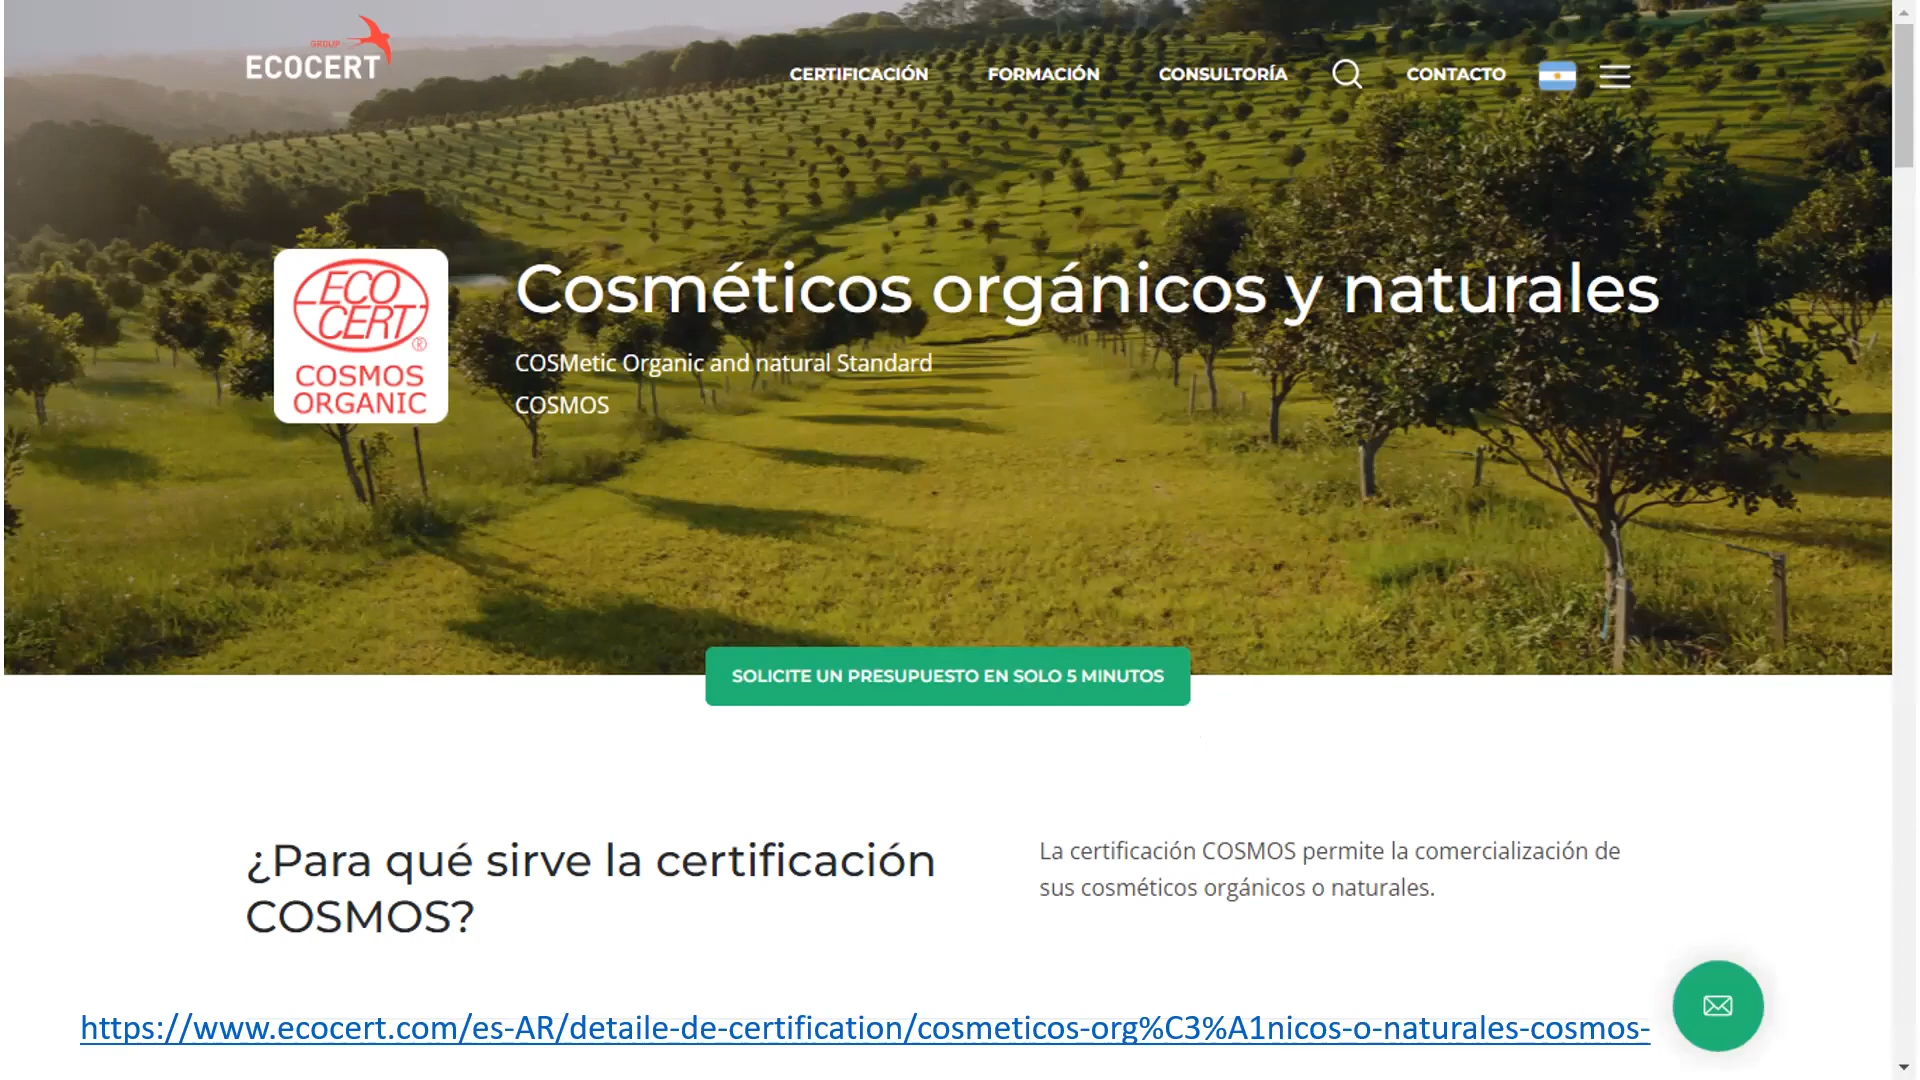 GROUP
ECOCERT
CERTIFICACIÓN FORMACIÓN CONSULTORÍA CONTACTO
ECO
CERT
®
COSMOS
ORGANIC
Cosméticos orgánicos y naturales
COSMetic Organic and natural Standard
COSMOS
SOLICITE UN PRESUPUESTO EN SOLO 5 MINUTOS
¿Para qué sirve la certificación
COSMOS?
La certificación COSMOS permite la comercialización de
sus cosméticos orgánicos o naturales.
https://www.ecocert.com/es-AR/detaile-de-certification/cosmeticos-org%C3%A1nicos-o-naturales-cosmos-